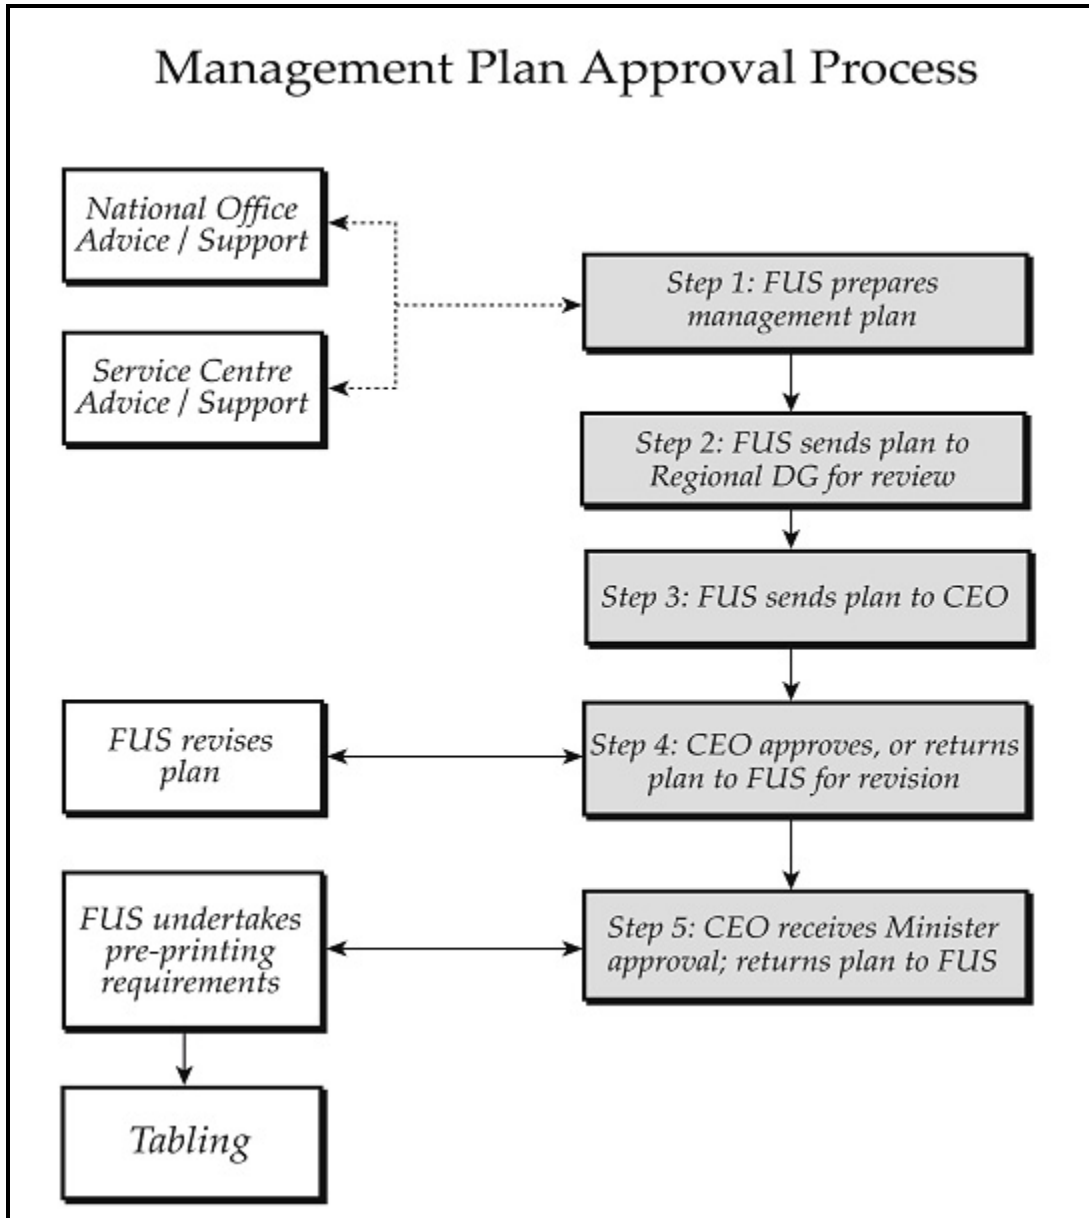 Management Plan Approval Process
National Office
Advice / Support
Service Centre
Advice / Support
Step 1: FUS prepares
management plan
Step 2: FUS sends plan to
Regional DG for review
Step 3: FUS sends plan to CEO
FUS revises
plan
Step 4: CEO approves, or returns
plan to FUS for revision
FUS undertakes
pre-printing
requirements
Step 5: CEO receives Minister
approval; returns plan to FUS
Tabling